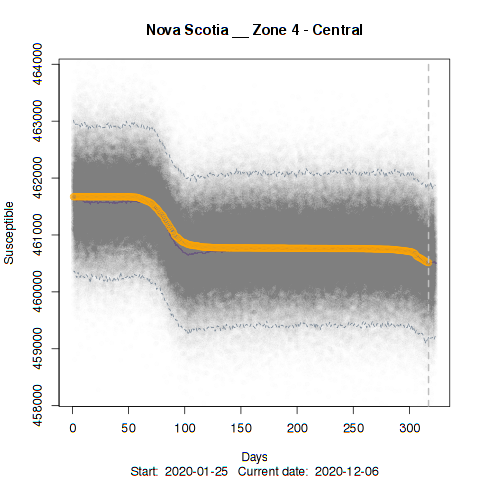 Nova Scotia __ Zone 4 - Central
464000
463000
462000
461000
460000
459000
458000
Susceptible
0 50 100 150 200 250 300
Days
Start: 2020-01-25 Current date: 2020-12-06